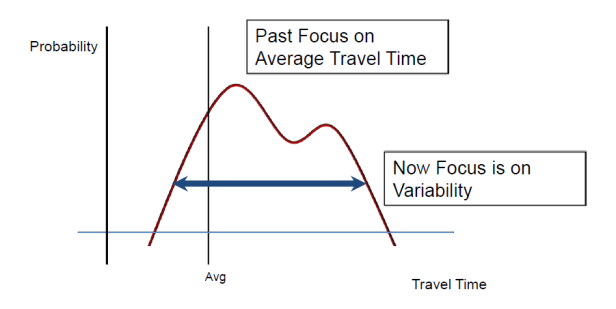 Past Focus on
Average Travel Time
Probability
Now Focus is on
Variability
Avg
Travel Time